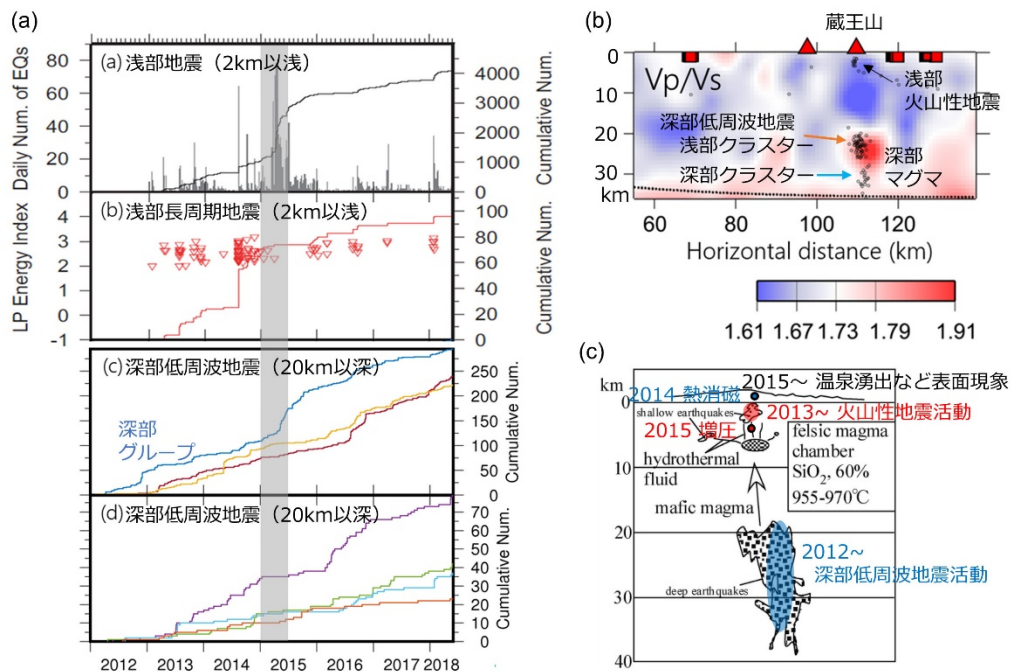 (a)
(a) 浅部地震（2km以浅）
Daily Num. of EQs
80
60
40
20
0
4000
3000
2000
1000
0
Cumulative Num.
(b) 浅部長周期地震（2km以浅）
LP Energy Index
4
3
2
1
0
-1
100
80
60
40
20
0
Cumulative Num.
(c) 深部低周波地震（20km以深）
深部
グループ
250
200
150
100
50
0
Cumulative Num.
(d) 深部低周波地震（20km以深）
70
60
50
40
30
20
10
0
Cumulative Num.
2012 2013 2014 2015 2016 2017 2018
(b)
蔵王山
Vp/Vs
浅部
火山性地震
深部低周波地震
浅部クラスター
深部クラスター
深部
マグマ
0
10
20
30
km
60 80 100 120
Horizontal distance (km)
1.61 1.67 1.73 1.79 1.91
(c)
km
0
10
20
30
40
2015～ 温泉湧出など表面現象
2014 熱消磁
shallow earthquakes
2013~ 火山性地震活動
2015 増圧
hydrothermal
fluid
felsic magma
chamber
SiO₂, 60%
955-970℃
mafic magma
2012~
深部低周波地震活動
deep earthquakes